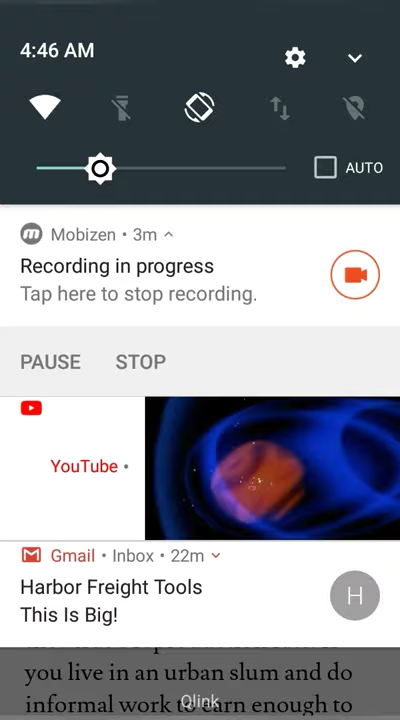 4:46 AM
AUTO
Mobizen • 3m
Recording in progress
Tap here to stop recording.
PAUSE STOP
YouTube •
Gmail • Inbox • 22m
Harbor Freight Tools
This Is Big!
H
you live in an urban slum and do
informal work to earn enough to
Qlink